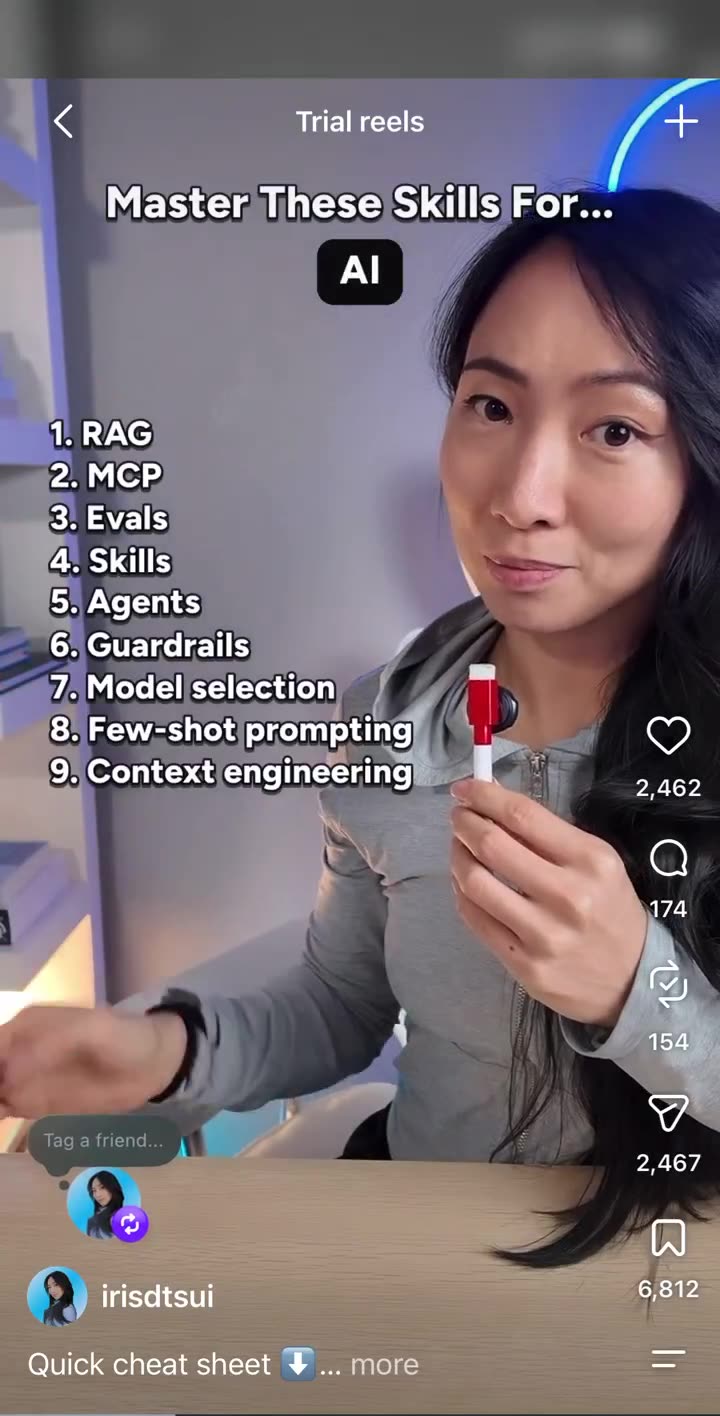 Trial reels
Master These Skills For...
AI
1. RAG
2. MCP
3. Evals
4. Skills
5. Agents
6. Guardrails
7. Model selection
8. Few-shot prompting
9. Context engineering
2,462
174
154
Tag a friend...
2,467
6,812
irisdtsui
Quick cheat sheet ⬇️... more